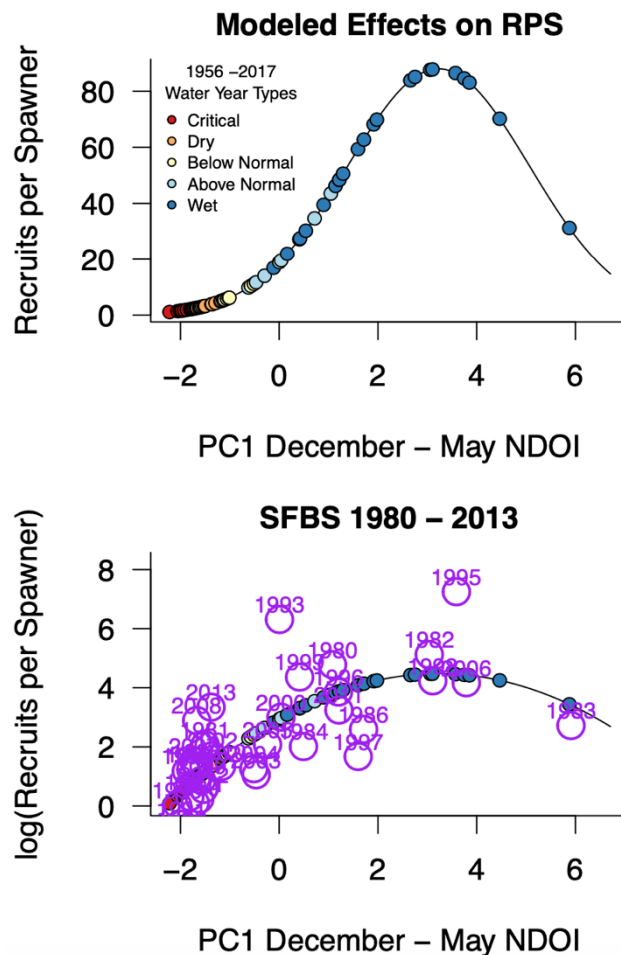 Modeled Effects on RPS
Recruits per Spawner
80
60
40
20
0
1956 –2017
Water Year Types
Critical
Dry
Below Normal
Above Normal
Wet
−2 0 2 4 6
PC1 December − May NDOI
SFBS 1980 − 2013
log(Recruits per Spawner)
8
6
4
2
0
1995
1993
1982
1980
1999
1996
2006
2013
2008
1986
1983
1984
1997
−2 0 2 4 6
PC1 December − May NDOI